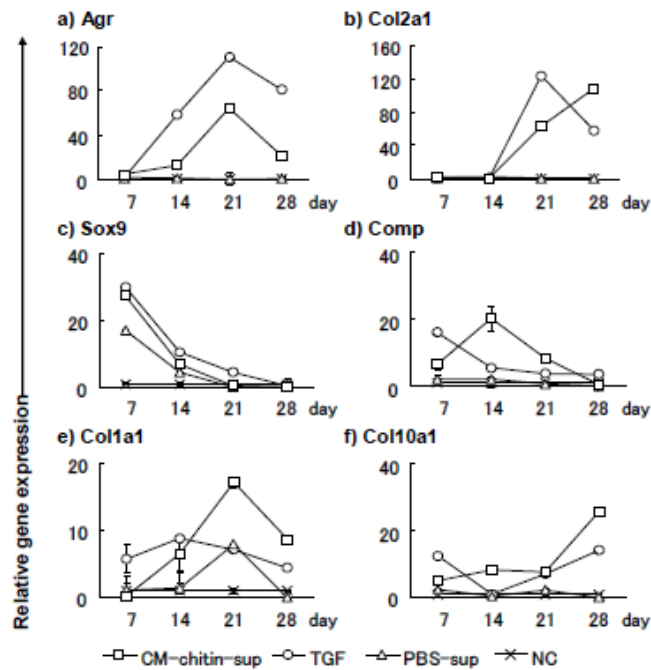 a) Agr
b) Col2a1
120
80
40
0
7 14 21 28 day
160
120
80
40
0
7 14 21 28 day
c) Sox9
d) Comp
40
20
0
7 14 21 28 day
40
20
0
7 14 21 28 day
e) Col1a1
f) Col10a1
20
10
0
7 14 21 28 day
40
20
0
7 14 21 28 day
Relative gene expression
CM-chitin-sup TGF PBS-sup NC